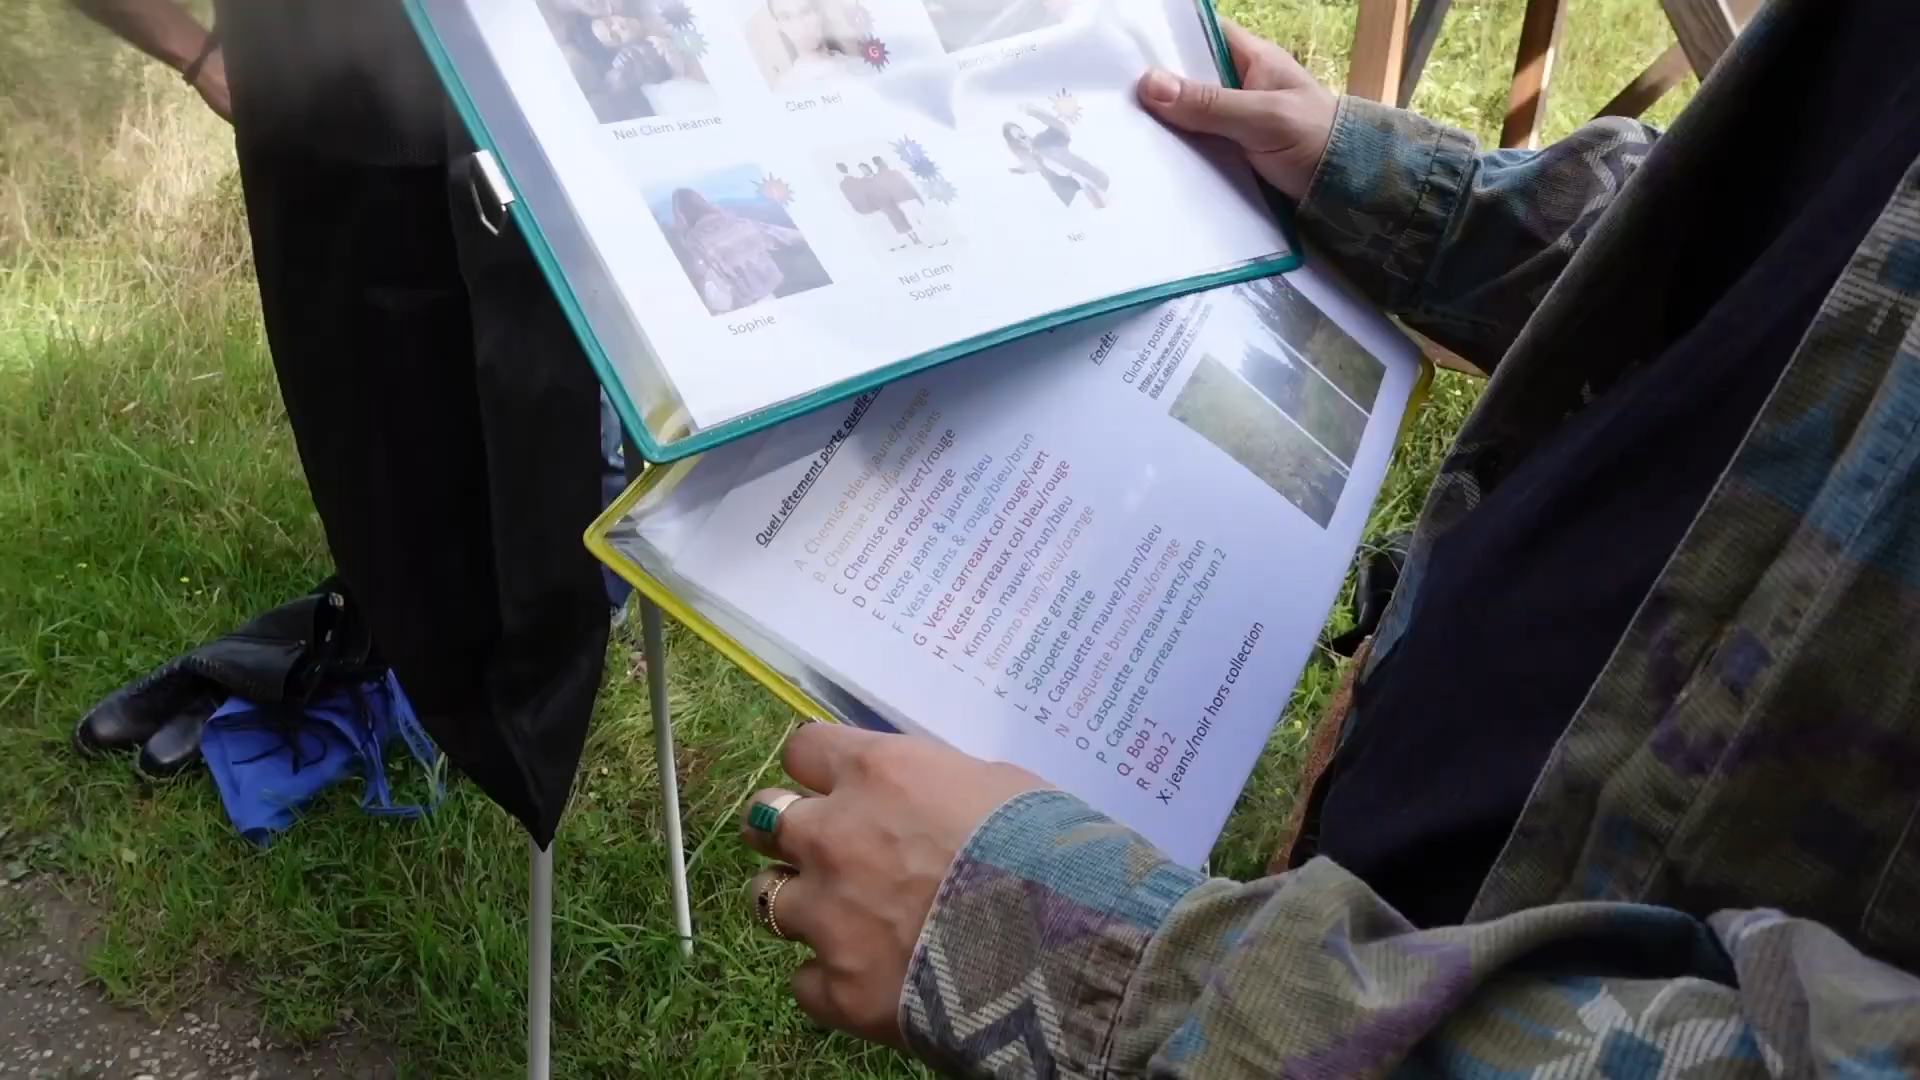 G
Jeanne Sophie
Clem Nel
Nel Clem Jeanne
Nel
Nel Clem
Sophie
Sophie
Quel vêtement porte quelle
A Chemise bleu/jaune/orange
B Chemise bleu/jaune/jeans
C Chemise rose/vert/rouge
D Chemise rose/rouge
E Veste jeans & jaune/bleu
F Veste jeans & rouge/bleu/brun
G Veste carreaux col rouge/vert
H Veste carreaux col bleu/rouge
I Kimono mauve/brun/bleu
J Kimono brun/bleu/orange
K Salopette grande
L Salopette petite
M Casquette mauve/brun/bleu
N Casquette brun/bleu/orange
O Casquette carreaux verts/brun
P Caquette carreaux verts/brun 2
Q Bob 1
R Bob 2
X: jeans/noir hors collection
Forêt:
Clichés position